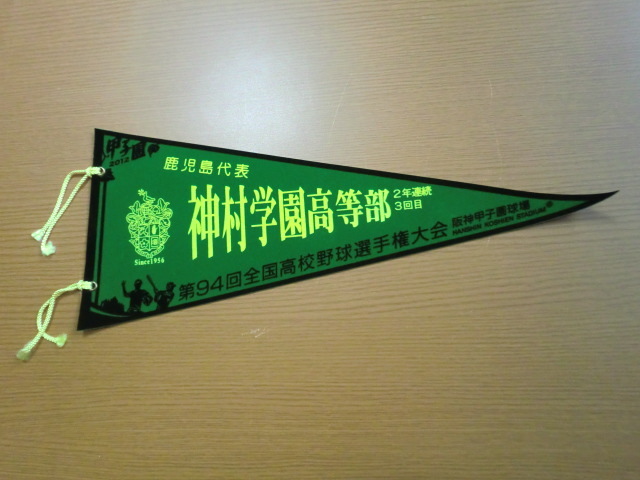 甲子園
2012
鹿児島代表
神村学園高等部
2年連続
3回目
Since1956
第94回全国高校野球選手権大会
阪神甲子園球場
HANSHIN KOSHIEN STADIUM